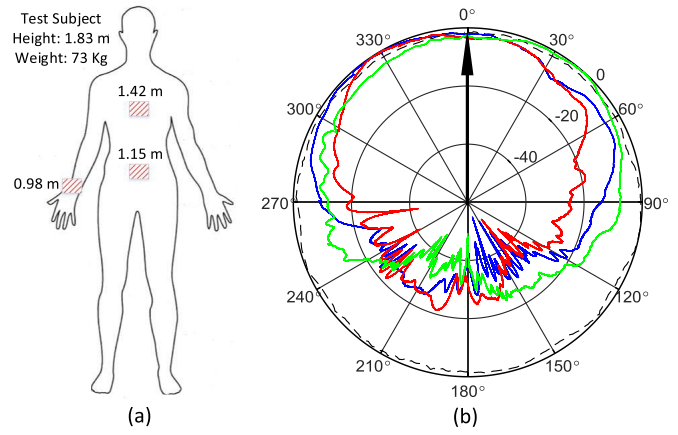 Test Subject
Height: 1.83 m
Weight: 73 Kg
1.42 m
1.15 m
0.98 m
(a)
0°
330°
30°
0
300°
60°
-20
-40
270°
90°
240°
120°
210°
150°
180°
(b)